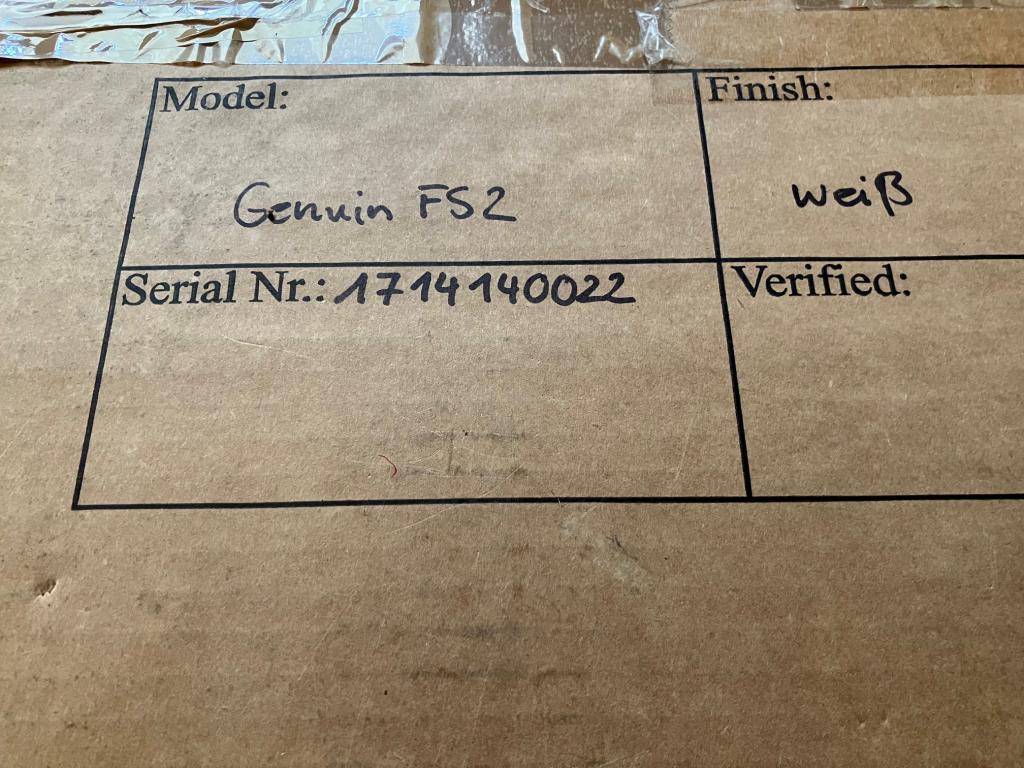 Model:
Finish:
Genuin FS2
weiß
Serial Nr.: 1714140022
Verified: